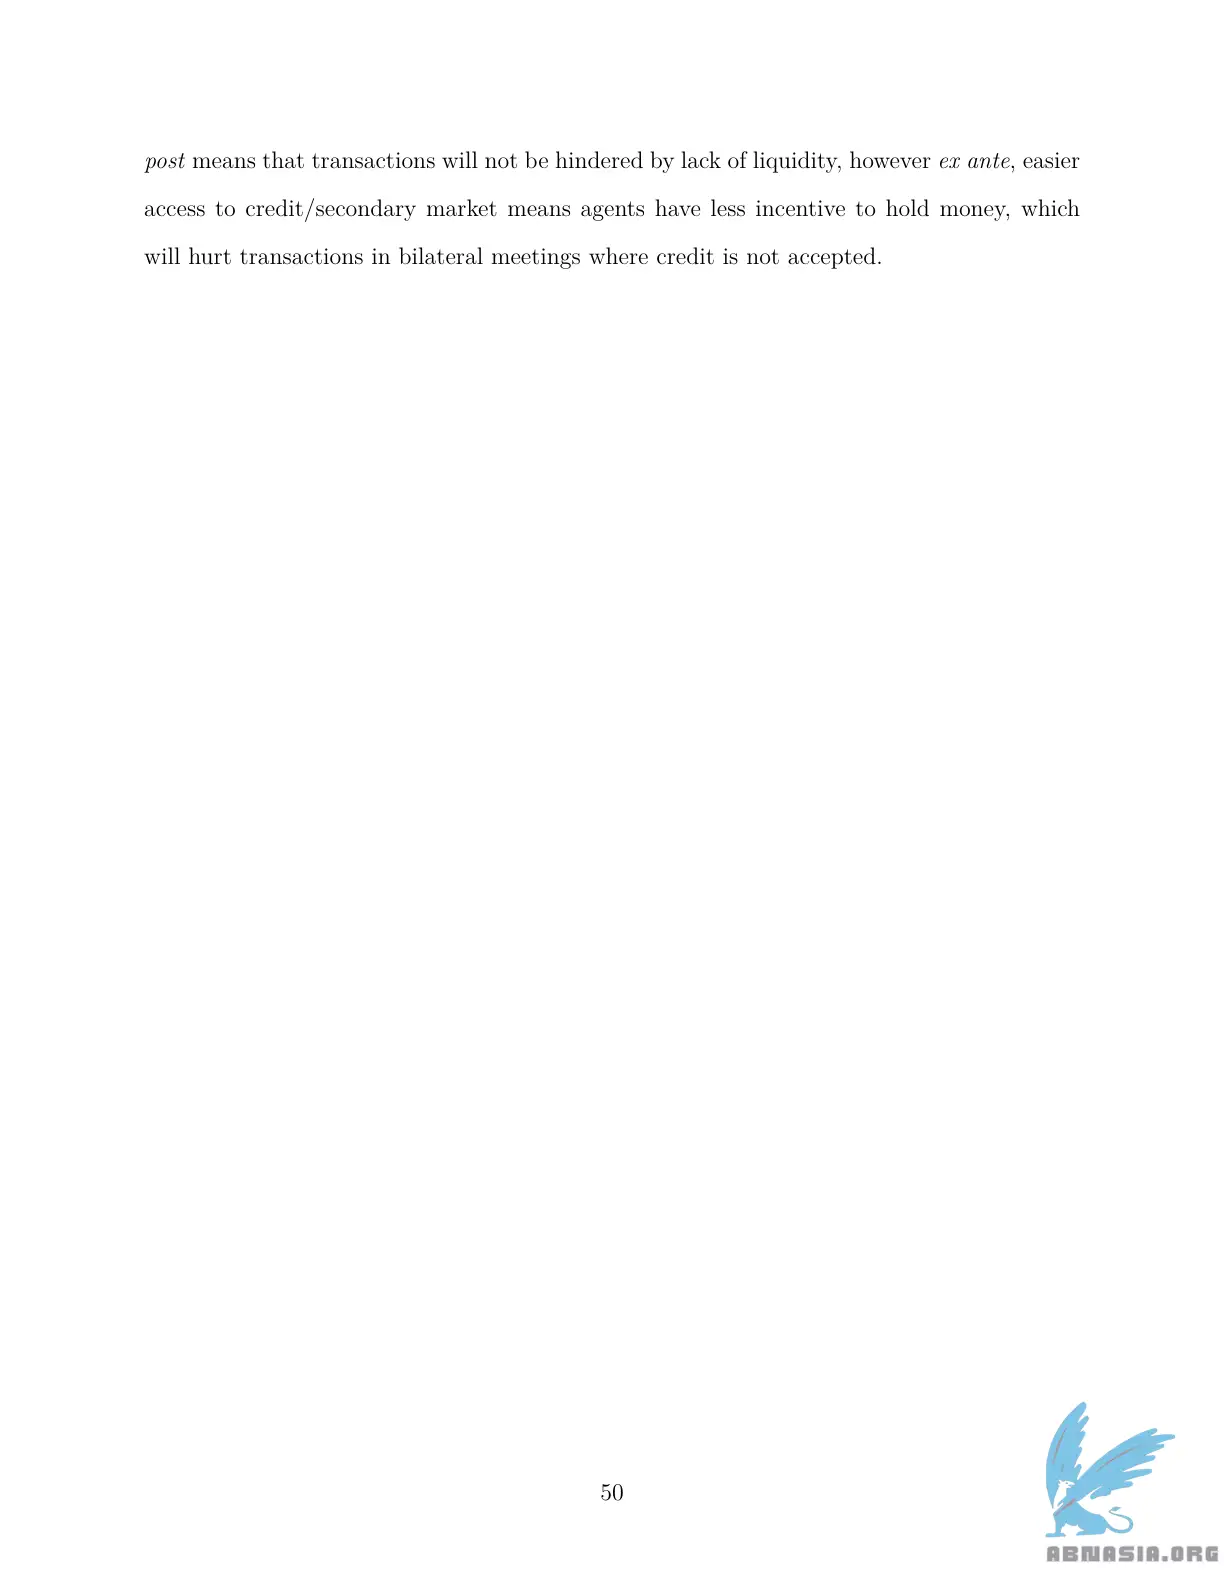 post means that transactions will not be hindered by lack of liquidity, however ex ante, easier
access to credit/secondary market means agents have less incentive to hold money, which
will hurt transactions in bilateral meetings where credit is not accepted.
50
ABNASIA.ORG